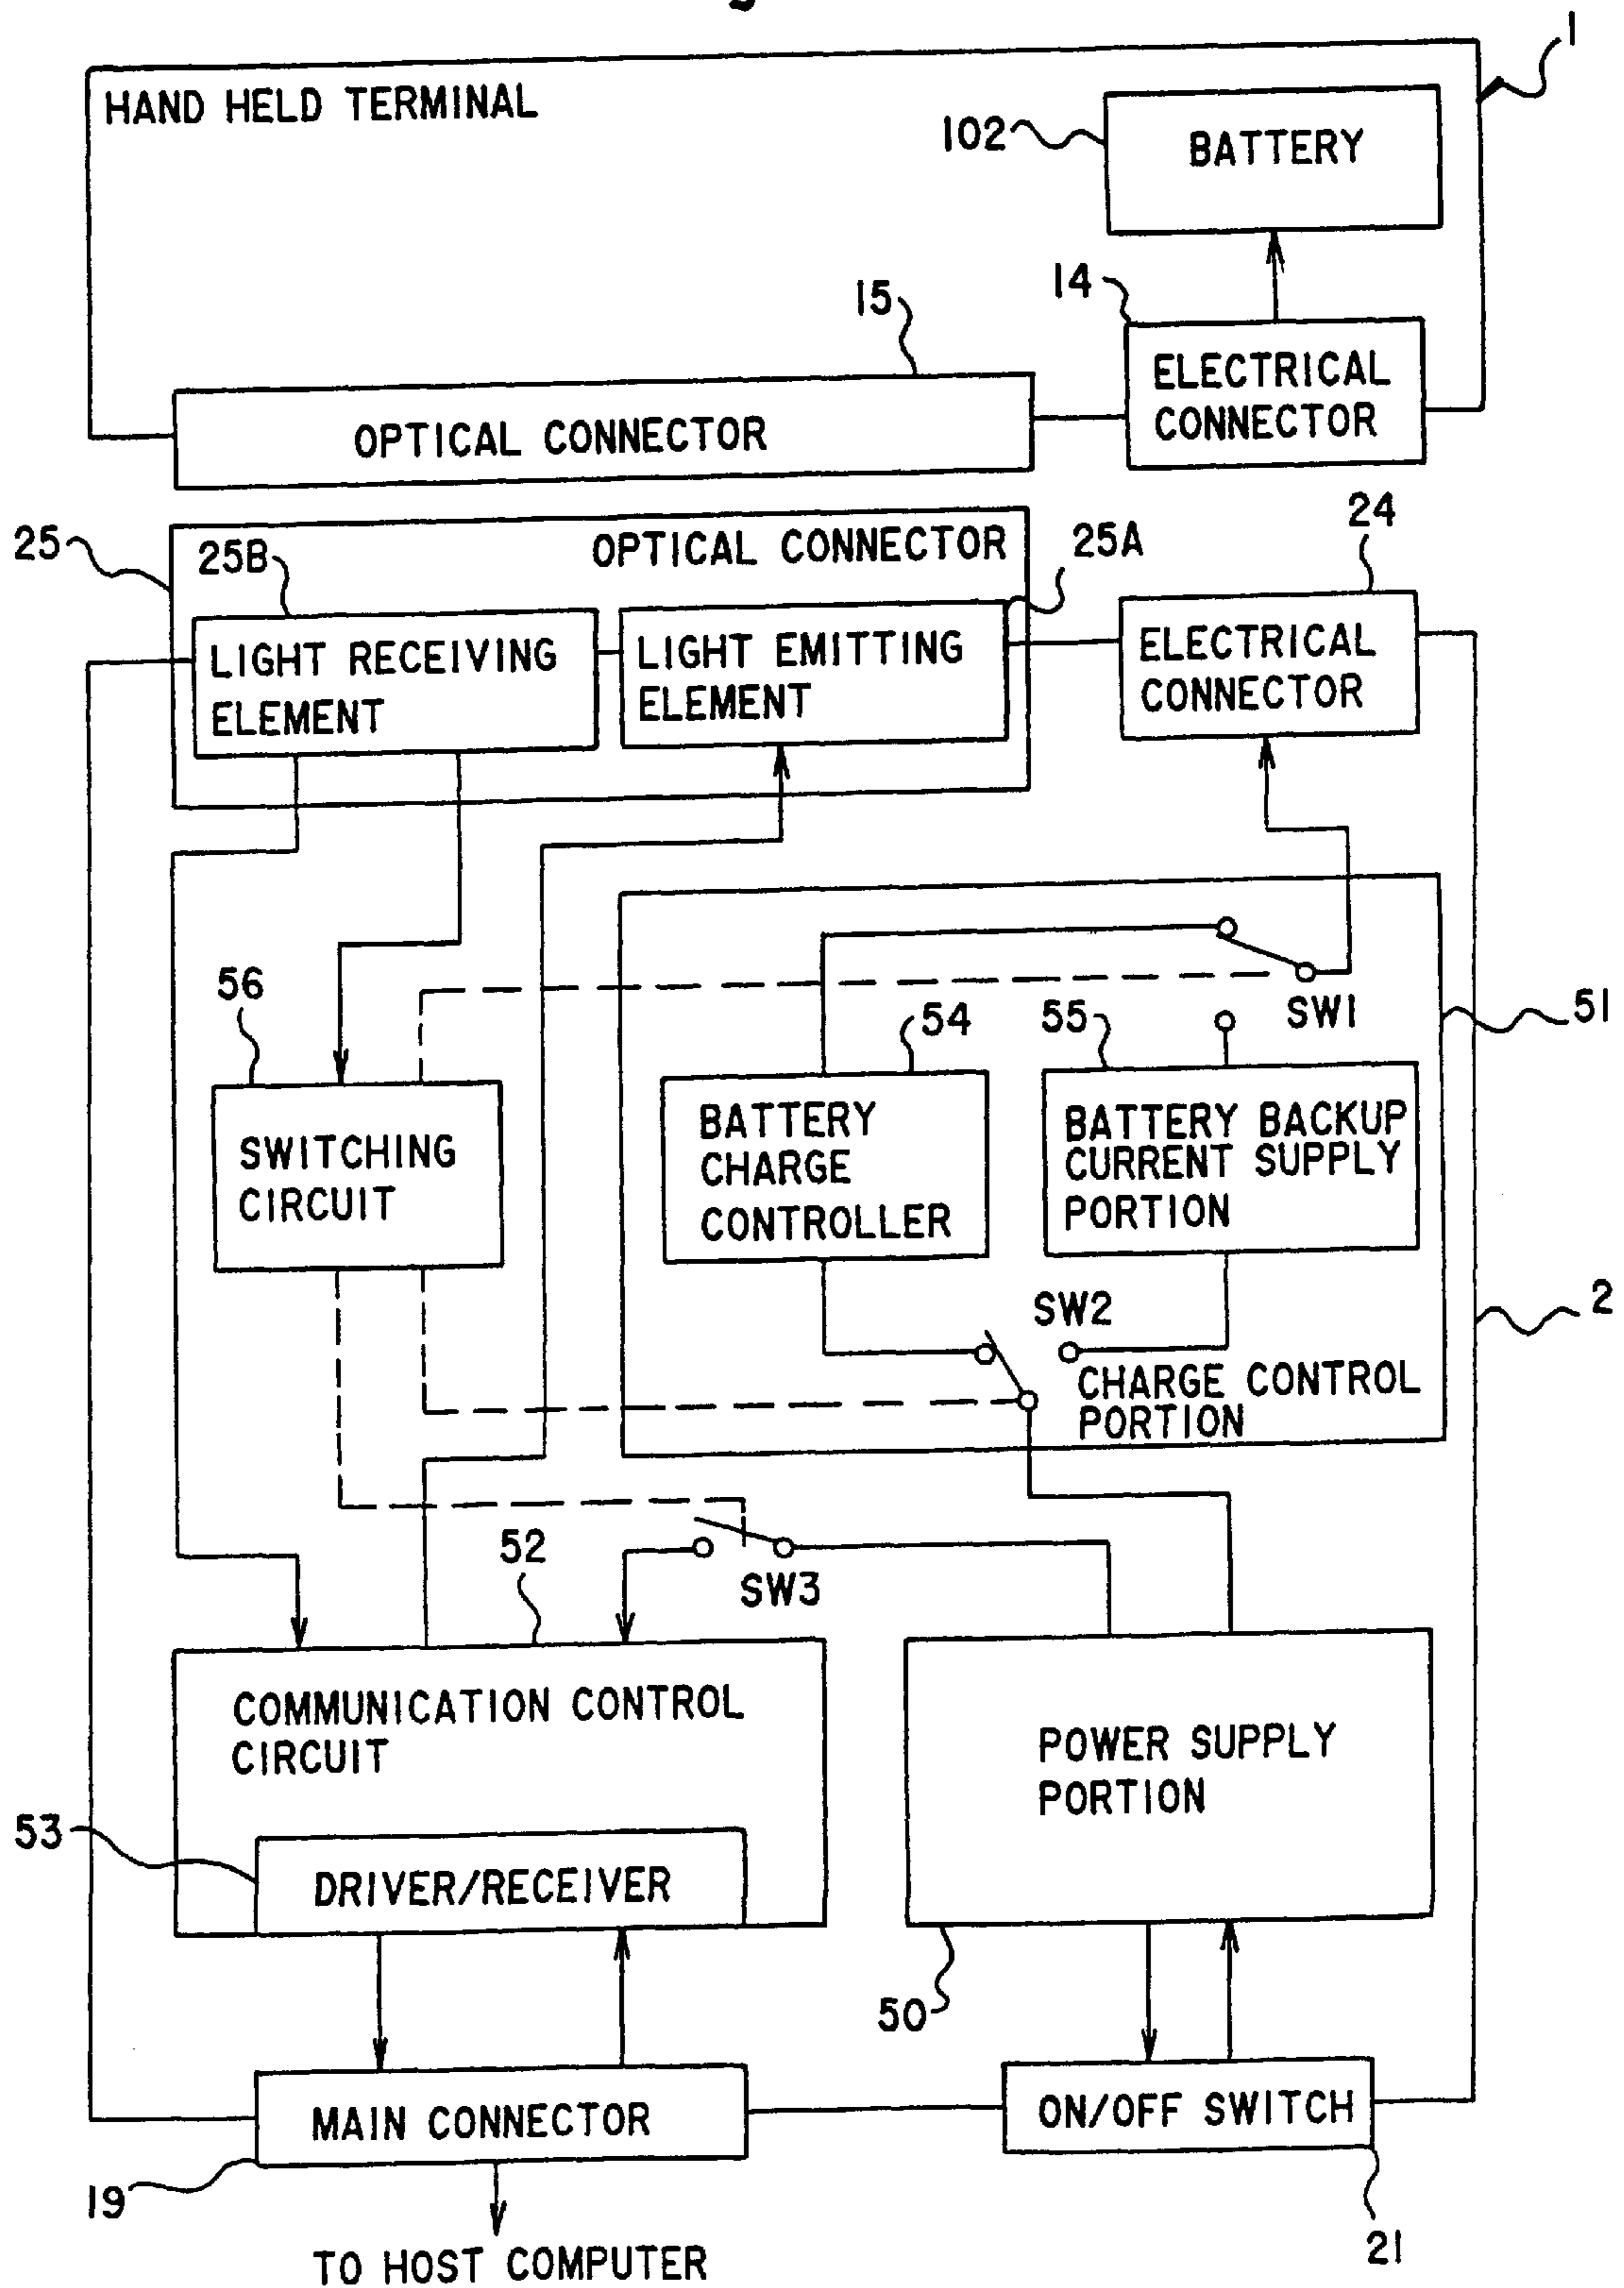 1
HAND HELD TERMINAL
102
BATTERY
14
15
ELECTRICAL
CONNECTOR
OPTICAL CONNECTOR
24
25
25B
OPTICAL CONNECTOR
25A
LIGHT RECEIVING
ELEMENT
LIGHT EMITTING
ELEMENT
ELECTRICAL
CONNECTOR
56
54
55
SW1
51
SWITCHING
CIRCUIT
BATTERY
CHARGE
CONTROLLER
BATTERY BACKUP
CURRENT SUPPLY
PORTION
SW2
2
CHARGE CONTROL
PORTION
52
SW3
COMMUNICATION CONTROL
CIRCUIT
POWER SUPPLY
PORTION
53
DRIVER/RECEIVER
50
MAIN CONNECTOR
ON/OFF SWITCH
19
21
TO HOST COMPUTER